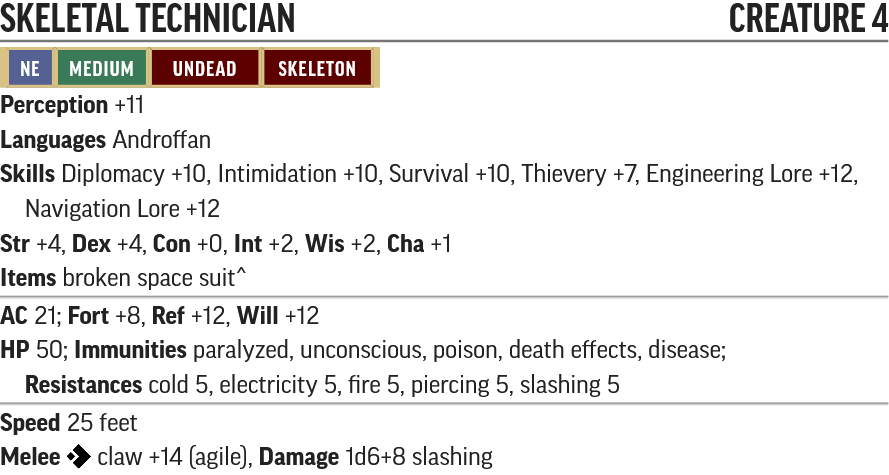 SKELETAL TECHNICIAN CREATURE 4
NE MEDIUM UNDEAD SKELETON
Perception +11
Languages Androffan
Skills Diplomacy +10, Intimidation +10, Survival +10, Thievery +7, Engineering Lore +12,
Navigation Lore +12
Str +4, Dex +4, Con +0, Int +2, Wis +2, Cha +1
Items broken space suit^
AC 21; Fort +8, Ref +12, Will +12
HP 50; Immunities paralyzed, unconscious, poison, death effects, disease;
Resistances cold 5, electricity 5, fire 5, piercing 5, slashing 5
Speed 25 feet
Melee claw +14 (agile), Damage 1d6+8 slashing